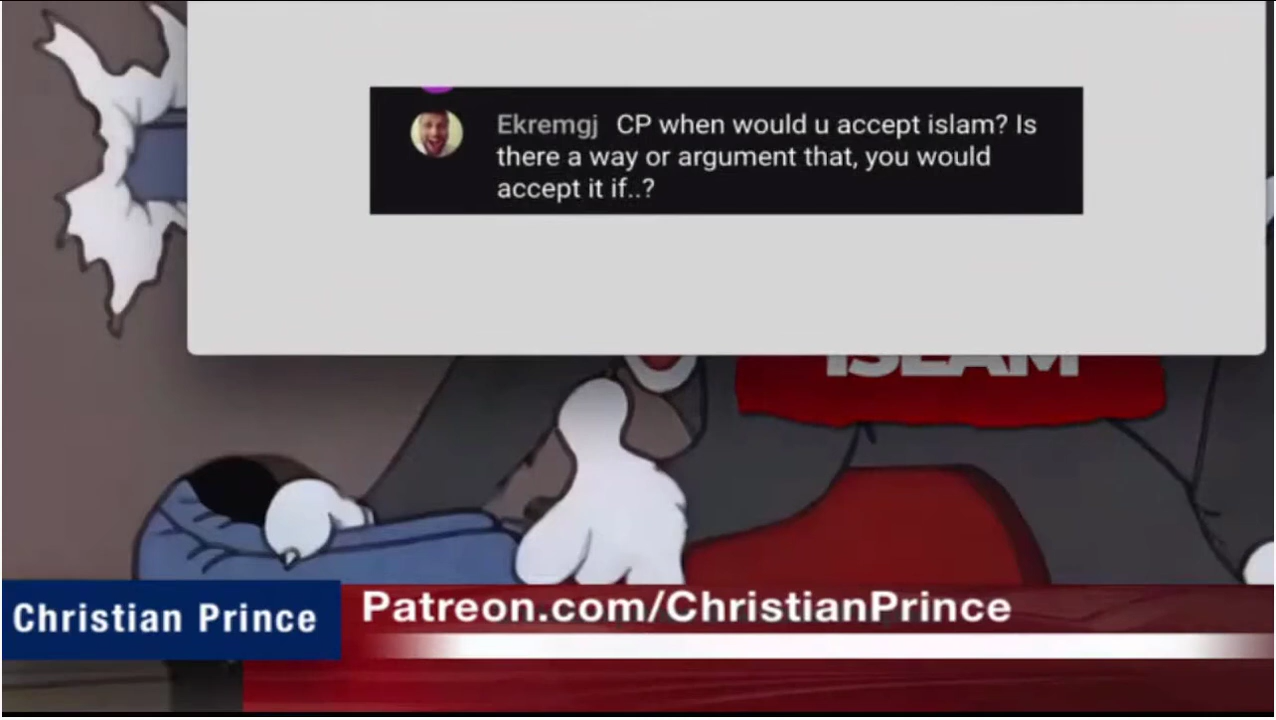 Ekremgj CP when would u accept islam? Is
there a way or argument that, you would
accept it if..?
ISLAM
Christian Prince
Patreon.com/ChristianPrince